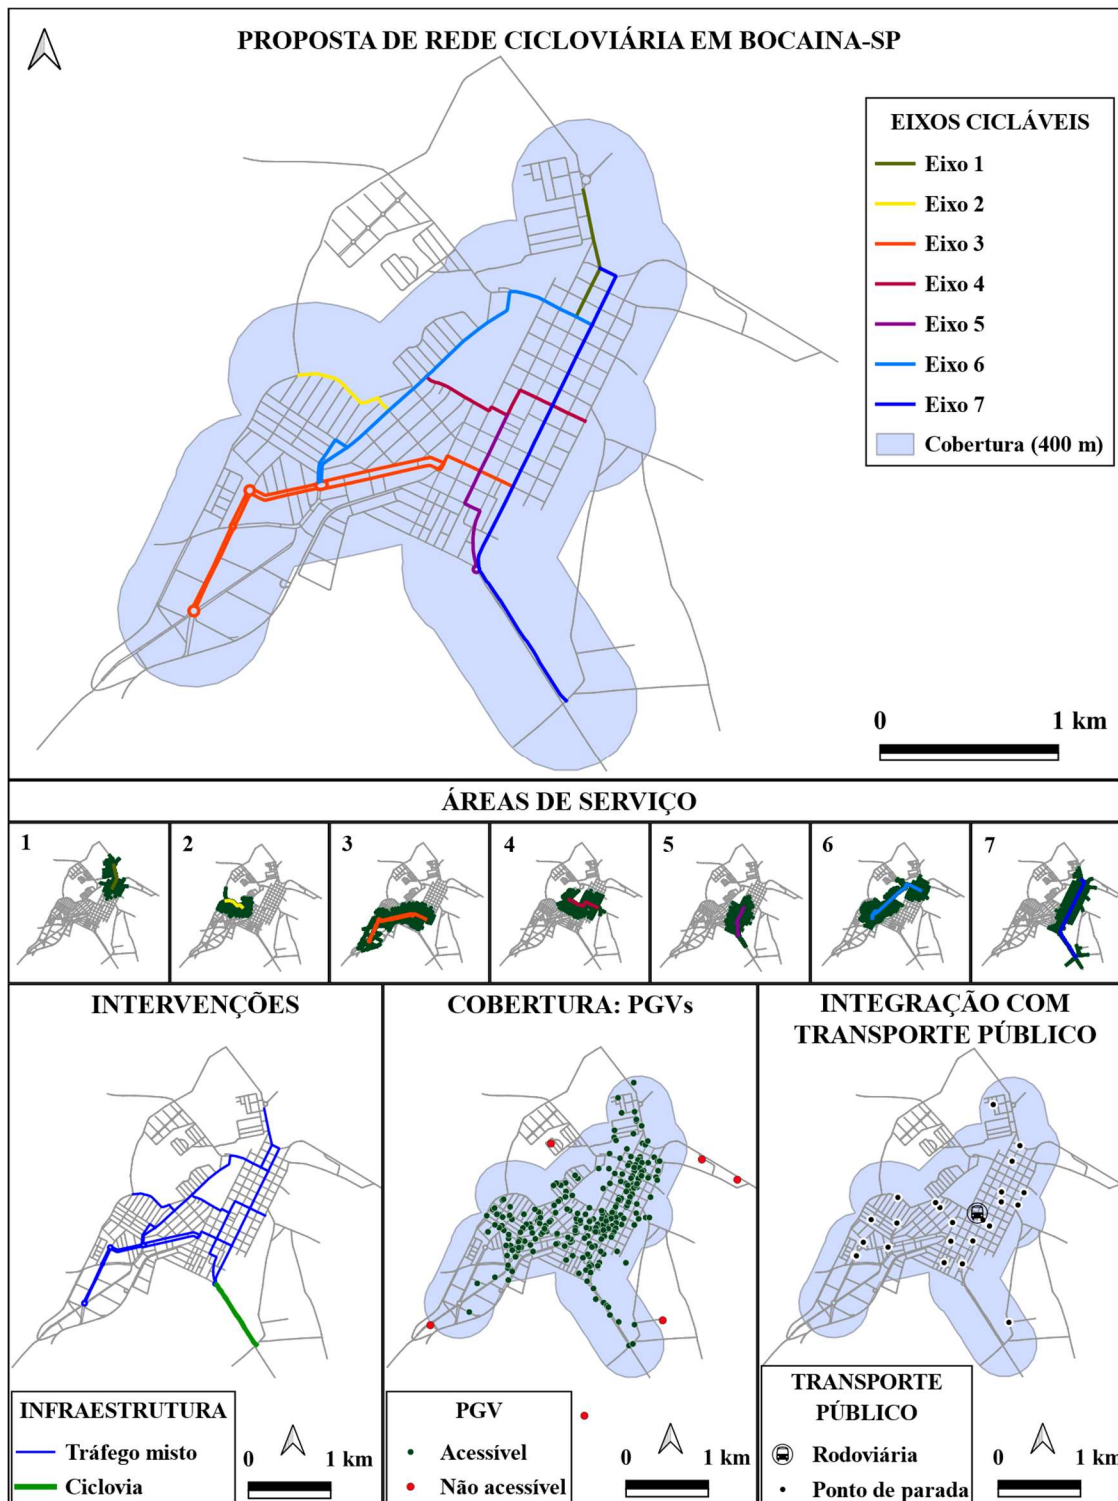 PROPOSTA DE REDE CICLOVIÁRIA EM BOCAINA-SP
EIXOS CICLÁVEIS
Eixo 1
Eixo 2
Eixo 3
Eixo 4
Eixo 5
Eixo 6
Eixo 7
Cobertura (400 m)
0 1 km
ÁREAS DE SERVIÇO
1 2 3 4 5 6 7
INTERVENÇÕES
INFRAESTRUTURA
Tráfego misto
Ciclovia
0 1 km
COBERTURA: PGVs
PGV
Acessível
Não acessível
0 1 km
INTEGRAÇÃO COM
TRANSPORTE PÚBLICO
TRANSPORTE
PÚBLICO
Rodoviária
Ponto de parada
0 1 km